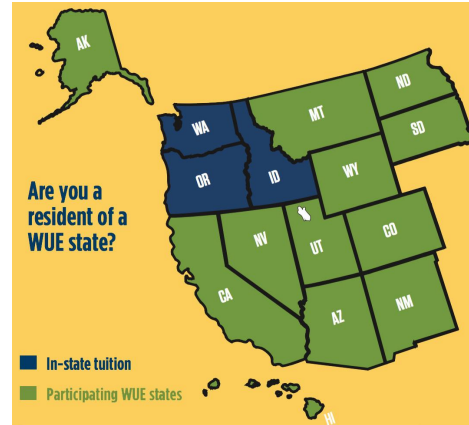 AK
WA
MT
ND
OR
ID
SD
WY
Are you a
resident of a
WUE state?
NV
UT
CO
CA
AZ
NM
In-state tuition
Participating WUE states
HI